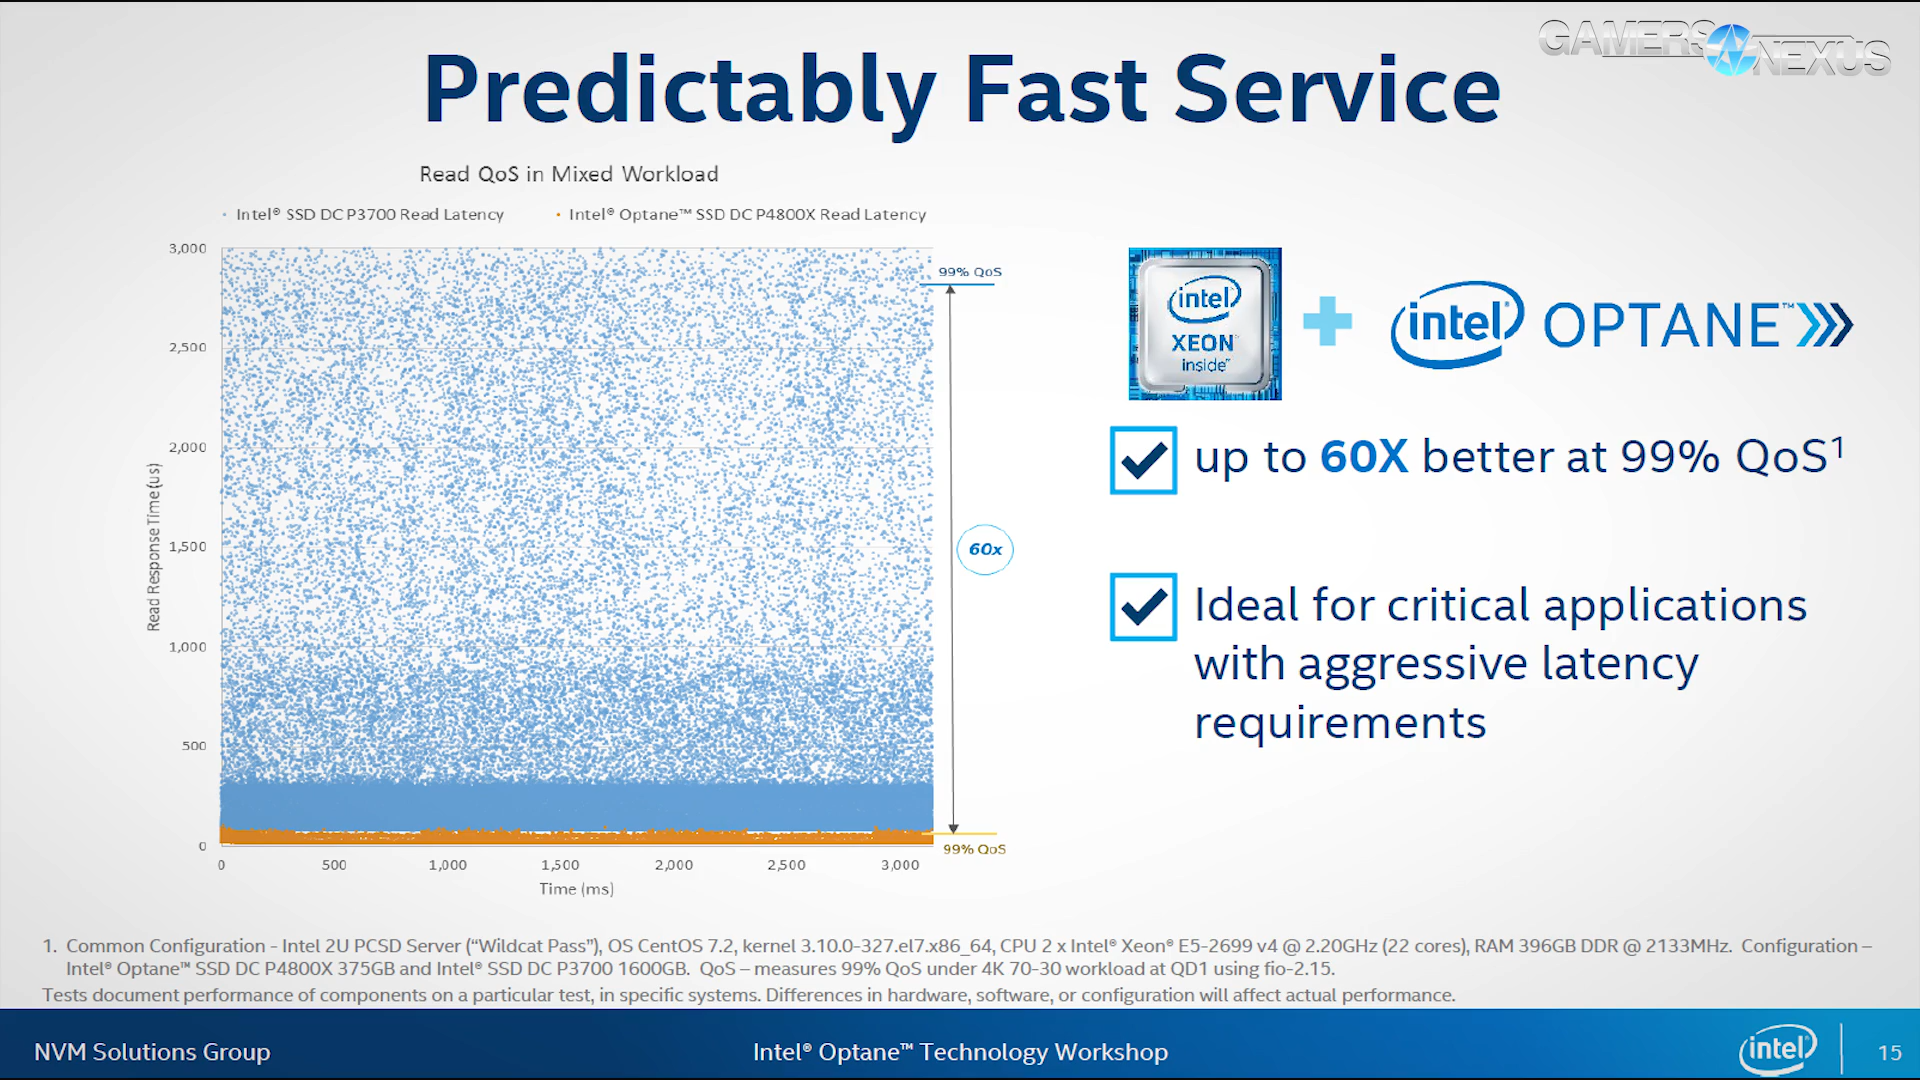 GAMERS NEXUS
Predictably Fast Service
Read QoS in Mixed Workload
Intel® SSD DC P3700 Read Latency
Intel® Optane™ SSD DC P4800X Read Latency
3,000
2,500
2,000
1,500
1,000
500
0
Read Response Time (us)
0
500
1,000
1,500
2,000
2,500
3,000
Time (ms)
99% QoS
60x
99% QoS
intel®
XEON™
inside™
intel® OPTANE™
up to 60X better at 99% QoS¹
Ideal for critical applications
with aggressive latency
requirements
1. Common Configuration - Intel 2U PCSD Server (“Wildcat Pass”), OS CentOS 7.2, kernel 3.10.0-327.el7.x86_64, CPU 2 x Intel® Xeon® E5-2699 v4 @ 2.20GHz (22 cores), RAM 396GB DDR @ 2133MHz. Configuration –
Intel® Optane™ SSD DC P4800X 375GB and Intel® SSD DC P3700 1600GB. QoS – measures 99% QoS under 4K 70-30 workload at QD1 using fio-2.15.
Tests document performance of components on a particular test, in specific systems. Differences in hardware, software, or configuration will affect actual performance.
NVM Solutions Group
Intel® Optane™ Technology Workshop
intel®
15